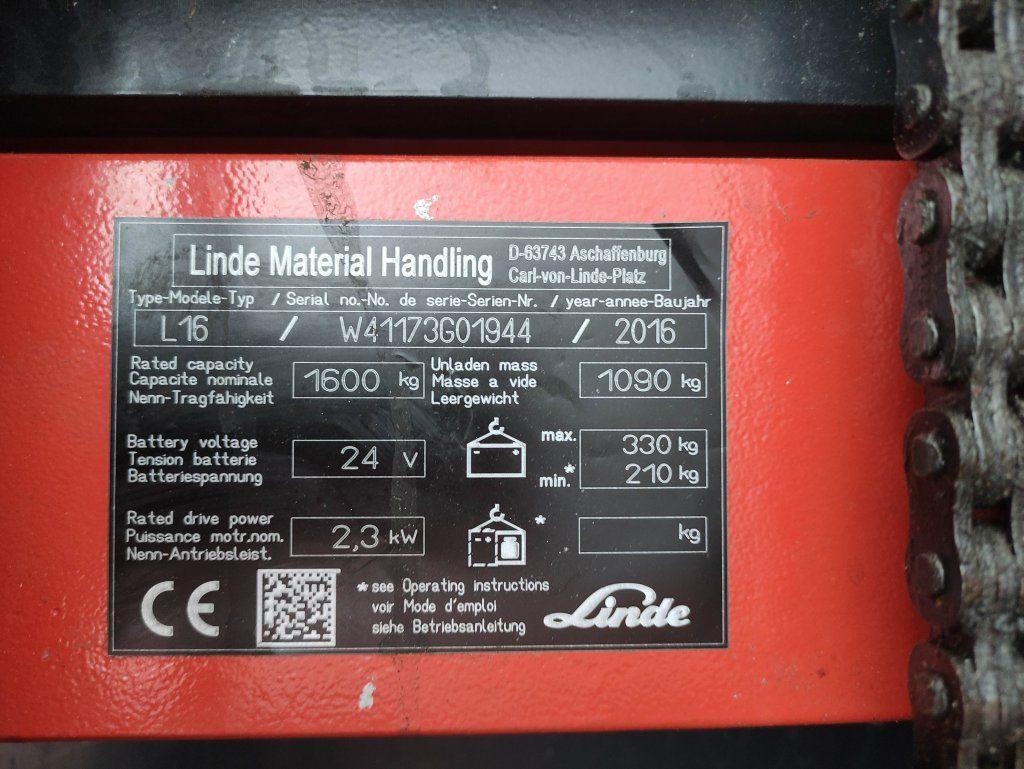 Linde Material Handling
D-63743 Aschaffenburg
Carl-von-Linde-Platz
Type-Modele-Typ / Serial no.-No. de serie-Serien-Nr. / year-annee-Baujahr
L16 / W41173G01944 / 2016
Rated capacity
Capacite nominale
Nenn-Tragfähigkeit
1600 kg
Unladen mass
Masse a vide
Leergewicht
1090 kg
Battery voltage
Tension batterie
Batteriespannung
24 V
max. 330 kg
min.* 210 kg
Rated drive power
Puissance motr.nom.
Nenn-Antriebsleist.
2,3 kW
* kg
CE
* see Operating instructions
voir Mode d'emploi
siehe Betriebsanleitung
Linde